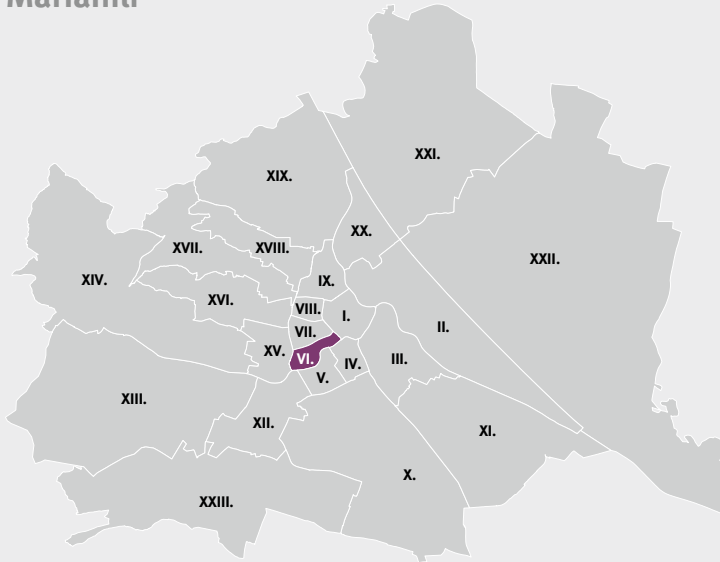 Mariahilf
XXI.
XIX.
XX.
XVII.
XVIII.
XXII.
XIV.
IX.
XVI.
VIII.
I.
II.
VII.
XV.
VI.
IV.
III.
V.
XIII.
XII.
XI.
X.
XXIII.